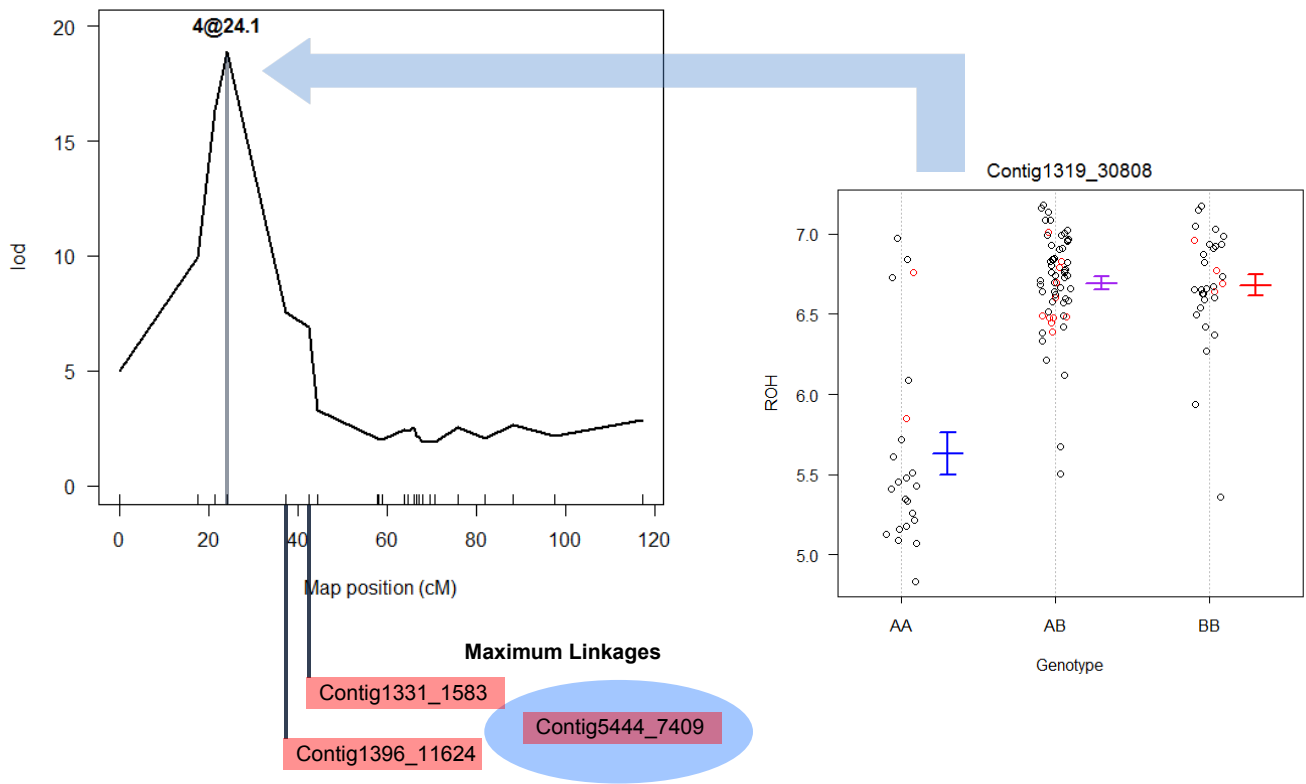 4@24.1
20
15
10
5
0
lod
0 20 40 60 80 100 120
Map position (cM)
Contig1319_30808
7.0
6.5
6.0
5.5
5.0
ROH
AA AB BB
Genotype
Maximum Linkages
Contig1331_1583
Contig5444_7409
Contig1396_11624